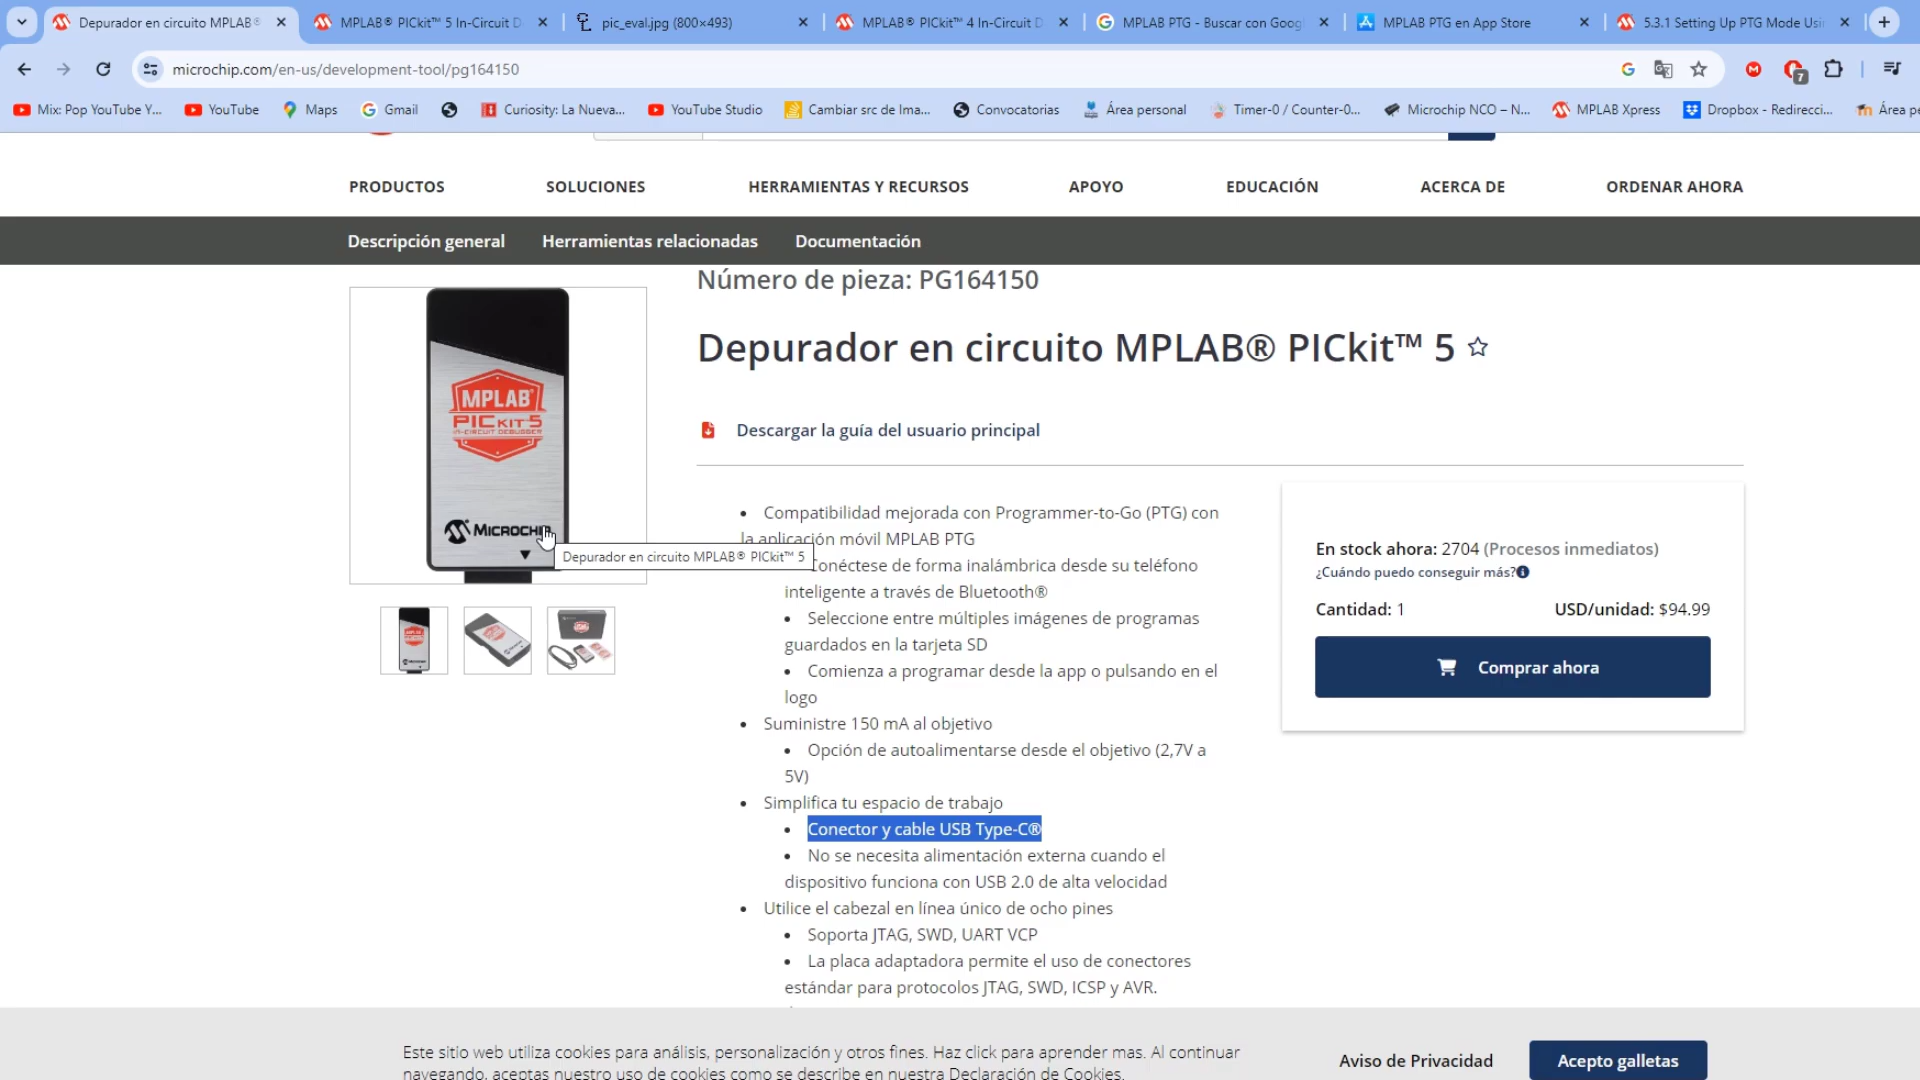 Depurador en circuito MPLAB®
MPLAB® PICkit™ 5 In-Circuit D
pic_eval.jpg (800×493)
MPLAB® PICkit™ 4 In-Circuit D
MPLAB PTG - Buscar con Goog
MPLAB PTG en App Store
5.3.1 Setting Up PTG Mode Usi
microchip.com/en-us/development-tool/pg164150
7
Mix: Pop YouTube Y...
YouTube
Maps
Gmail
Curiosity: La Nueva...
YouTube Studio
Cambiar src de Ima...
Convocatorias
Área personal
Timer-0 / Counter-0...
Microchip NCO – N...
MPLAB Xpress
Dropbox - Redirecci...
Área pe
PRODUCTOS
SOLUCIONES
HERRAMIENTAS Y RECURSOS
APOYO
EDUCACIÓN
ACERCA DE
ORDENAR AHORA
Descripción general
Herramientas relacionadas
Documentación
Número de pieza: PG164150
Depurador en circuito MPLAB® PICkit™ 5
MPLAB
PICkit 5
IN-CIRCUIT DEBUGGER
MICROCHIP
Depurador en circuito MPLAB® PICkit™ 5
Descargar la guía del usuario principal
Compatibilidad mejorada con Programmer-to-Go (PTG) con
la aplicación móvil MPLAB PTG
Conéctese de forma inalámbrica desde su teléfono
inteligente a través de Bluetooth®
Seleccione entre múltiples imágenes de programas
guardados en la tarjeta SD
Comienza a programar desde la app o pulsando en el
logo
Suministre 150 mA al objetivo
Opción de autoalimentarse desde el objetivo (2,7V a
5V)
Simplifica tu espacio de trabajo
Conector y cable USB Type-C®
No se necesita alimentación externa cuando el
dispositivo funciona con USB 2.0 de alta velocidad
Utilice el cabezal en línea único de ocho pines
Soporta JTAG, SWD, UART VCP
La placa adaptadora permite el uso de conectores
estándar para protocolos JTAG, SWD, ICSP y AVR.
En stock ahora: 2704 (Procesos inmediatos)
¿Cuándo puedo conseguir más?
Cantidad: 1
USD/unidad: $94.99
Comprar ahora
Este sitio web utiliza cookies para análisis, personalización y otros fines. Haz click para aprender mas. Al continuar
navegando, aceptas nuestro uso de cookies como se describe en nuestra Declaración de Cookies.
Aviso de Privacidad
Acepto galletas